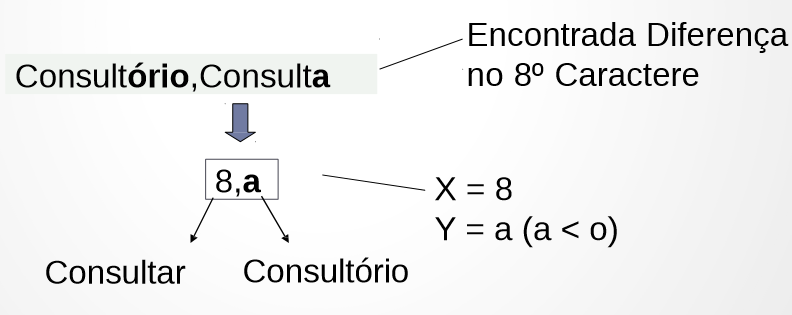 Encontrada Diferença
no 8º Caractere
Consultório,Consulta
8,a
X = 8
Y = a (a < o)
Consultar
Consultório